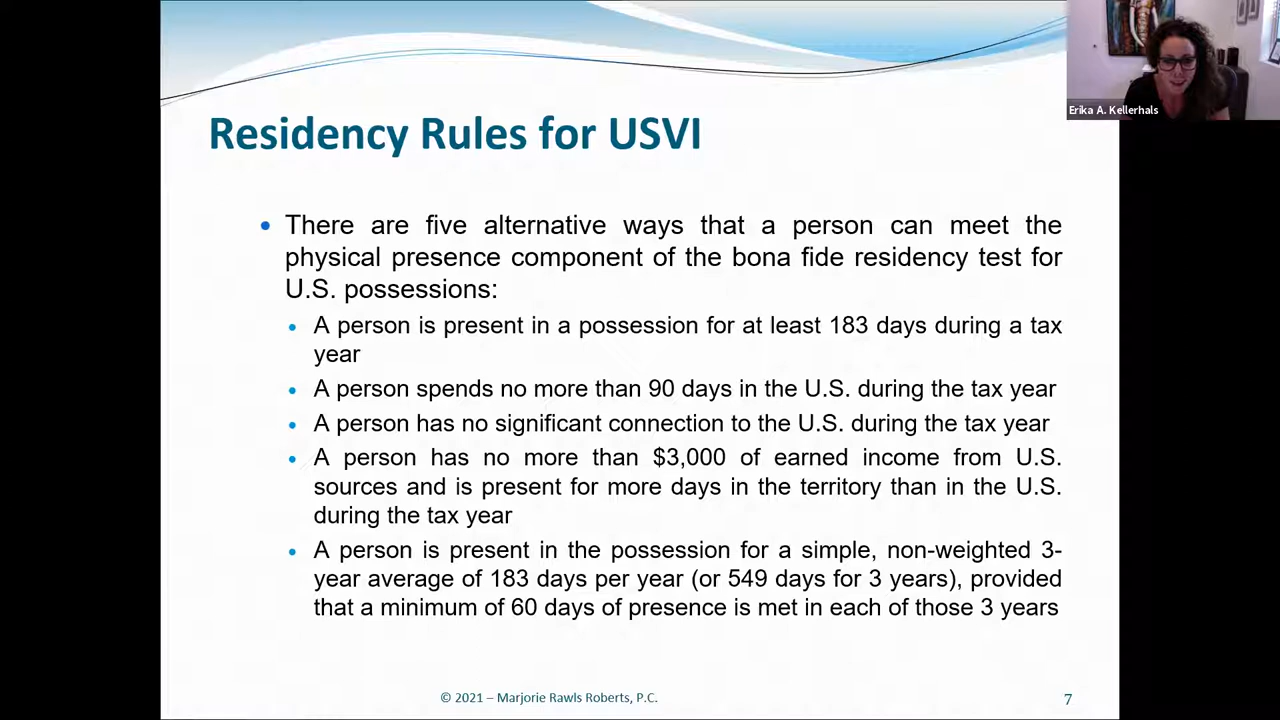 Erika A. Kellerhals
Residency Rules for USVI
• There are five alternative ways that a person can meet the
physical presence component of the bona fide residency test for
U.S. possessions:
• A person is present in a possession for at least 183 days during a tax
year
• A person spends no more than 90 days in the U.S. during the tax year
• A person has no significant connection to the U.S. during the tax year
• A person has no more than $3,000 of earned income from U.S.
sources and is present for more days in the territory than in the U.S.
during the tax year
• A person is present in the possession for a simple, non-weighted 3-
year average of 183 days per year (or 549 days for 3 years), provided
that a minimum of 60 days of presence is met in each of those 3 years
© 2021 – Marjorie Rawls Roberts, P.C.
7